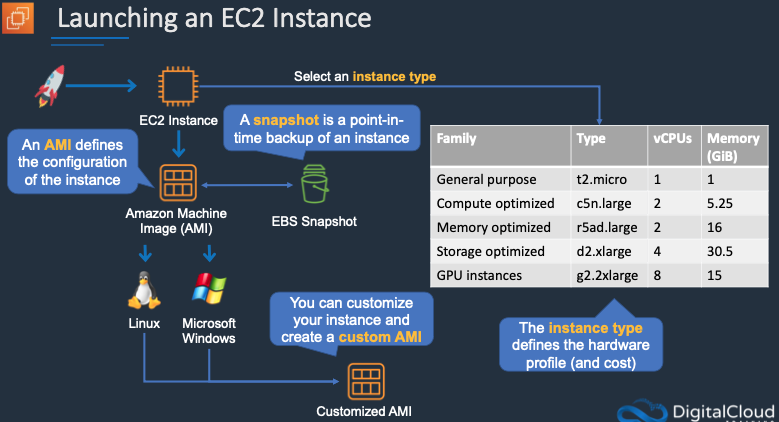 Launching an EC2 Instance
Select an instance type
EC2 Instance
A snapshot is a point-in-
time backup of an instance
An AMI defines
the configuration
of the instance
Amazon Machine
Image (AMI)
EBS Snapshot
Family Type vCPUs Memory
(GiB)
General purpose t2.micro 1 1
Compute optimized c5n.large 2 5.25
Memory optimized r5ad.large 2 16
Storage optimized d2.xlarge 4 30.5
GPU instances g2.2xlarge 8 15
Linux
Microsoft
Windows
You can customize
your instance and
create a custom AMI
The instance type
defines the hardware
profile (and cost)
Customized AMI
DigitalCloud